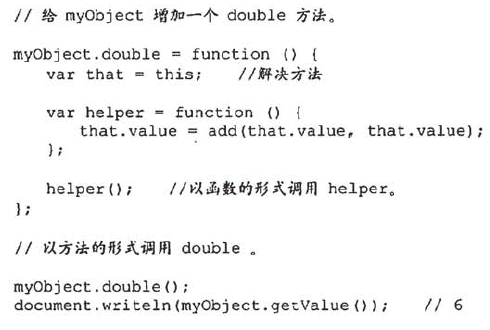 // 给 myObject 增加一个 double 方法。
myObject.double = function () {
var that = this; //解决方法
var helper = function () {
that.value = add(that.value, that.value);
};
helper(); //以函数的形式调用 helper。
};
// 以方法的形式调用 double 。
myObject.double();
document.writeln(myObject.getValue()); // 6